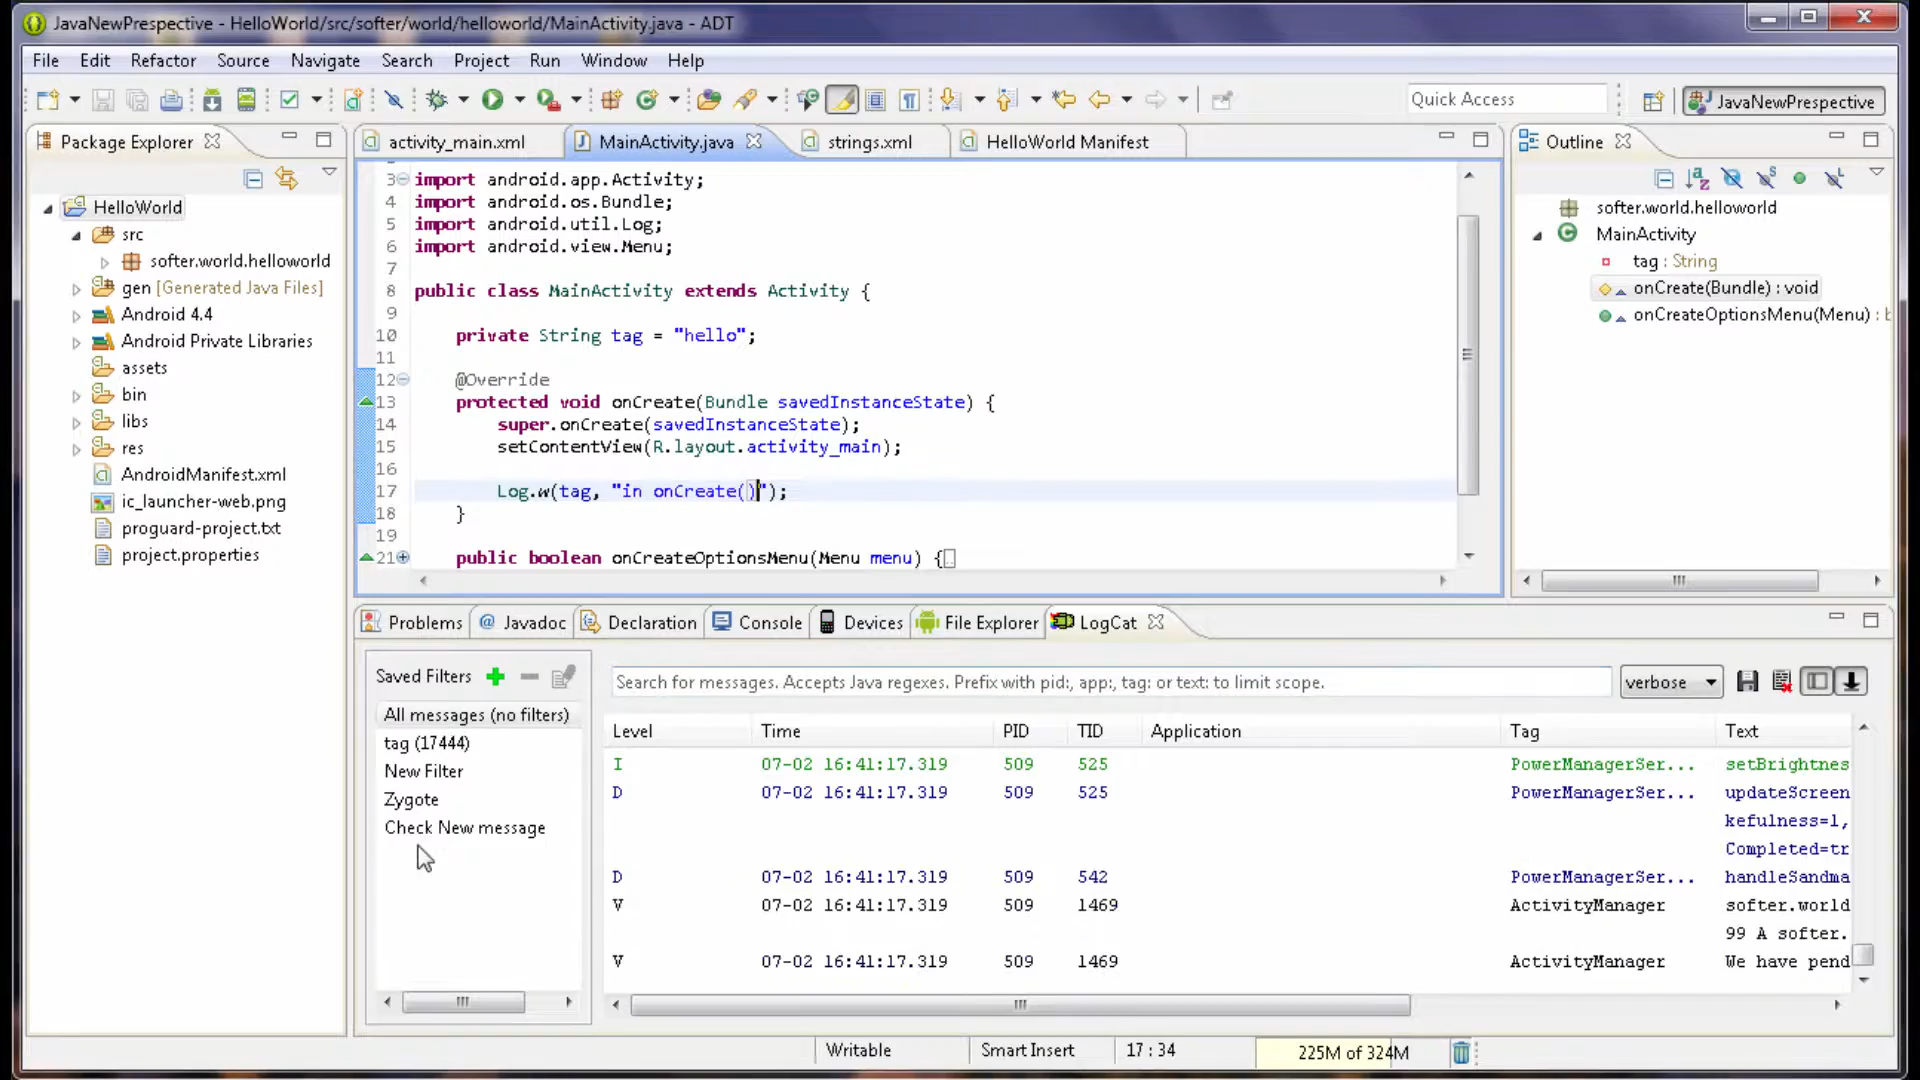 JavaNewPrespective - HelloWorld/src/softer/world/helloworld/MainActivity.java - ADT
File Edit Refactor Source Navigate Search Project Run Window Help
Quick Access
JavaNewPrespective
Package Explorer
HelloWorld
src
softer.world.helloworld
gen [Generated Java Files]
Android 4.4
Android Private Libraries
assets
bin
libs
res
AndroidManifest.xml
ic_launcher-web.png
proguard-project.txt
project.properties
activity_main.xml MainActivity.java strings.xml HelloWorld Manifest
3 import android.app.Activity;
4 import android.os.Bundle;
5 import android.util.Log;
6 import android.view.Menu;
7
8 public class MainActivity extends Activity {
9
10 private String tag = "hello";
11
12 @Override
13 protected void onCreate(Bundle savedInstanceState) {
14 super.onCreate(savedInstanceState);
15 setContentView(R.layout.activity_main);
16
17 Log.w(tag, "in onCreate()");
18 }
19
21 public boolean onCreateOptionsMenu(Menu menu) {
Outline
softer.world.helloworld
MainActivity
tag : String
onCreate(Bundle) : void
onCreateOptionsMenu(Menu) : b
Problems @ Javadoc Declaration Console Devices File Explorer LogCat
Saved Filters
All messages (no filters)
tag (17444)
New Filter
Zygote
Check New message
Search for messages. Accepts Java regexes. Prefix with pid:, app:, tag: or text: to limit scope.
verbose
Level Time PID TID Application Tag Text
I 07-02 16:41:17.319 509 525 PowerManagerSer... setBrightnes
D 07-02 16:41:17.319 509 525 PowerManagerSer... updateScreen
kefulness=1,
Completed=tr
D 07-02 16:41:17.319 509 542 PowerManagerSer... handleSandma
V 07-02 16:41:17.319 509 1469 ActivityManager softer.world
99 A softer.
V 07-02 16:41:17.319 509 1469 ActivityManager We have pend
Writable Smart Insert 17 : 34 225M of 324M